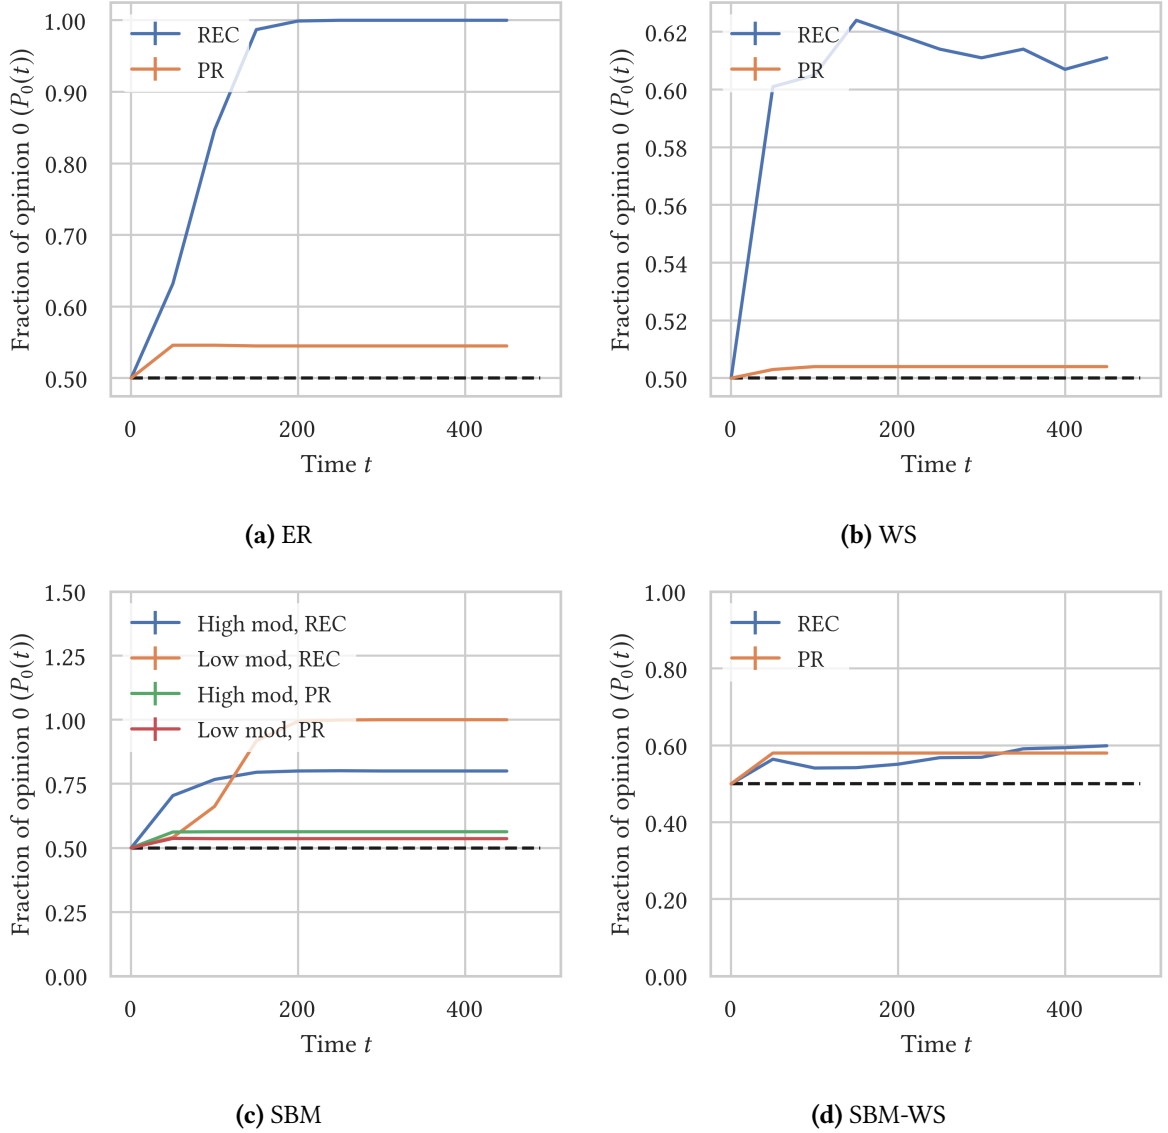 Fraction of opinion 0 (P₀(t))
1.00
0.90
0.80
0.70
0.60
0.50
REC
PR
0 200 400
Time t
(a) ER
Fraction of opinion 0 (P₀(t))
0.62
0.60
0.58
0.56
0.54
0.52
0.50
REC
PR
0 200 400
Time t
(b) WS
Fraction of opinion 0 (P₀(t))
1.50
1.25
1.00
0.75
0.50
0.25
0.00
High mod, REC
Low mod, REC
High mod, PR
Low mod, PR
0 200 400
Time t
(c) SBM
Fraction of opinion 0 (P₀(t))
1.00
0.80
0.60
0.40
0.20
0.00
REC
PR
0 200 400
Time t
(d) SBM-WS